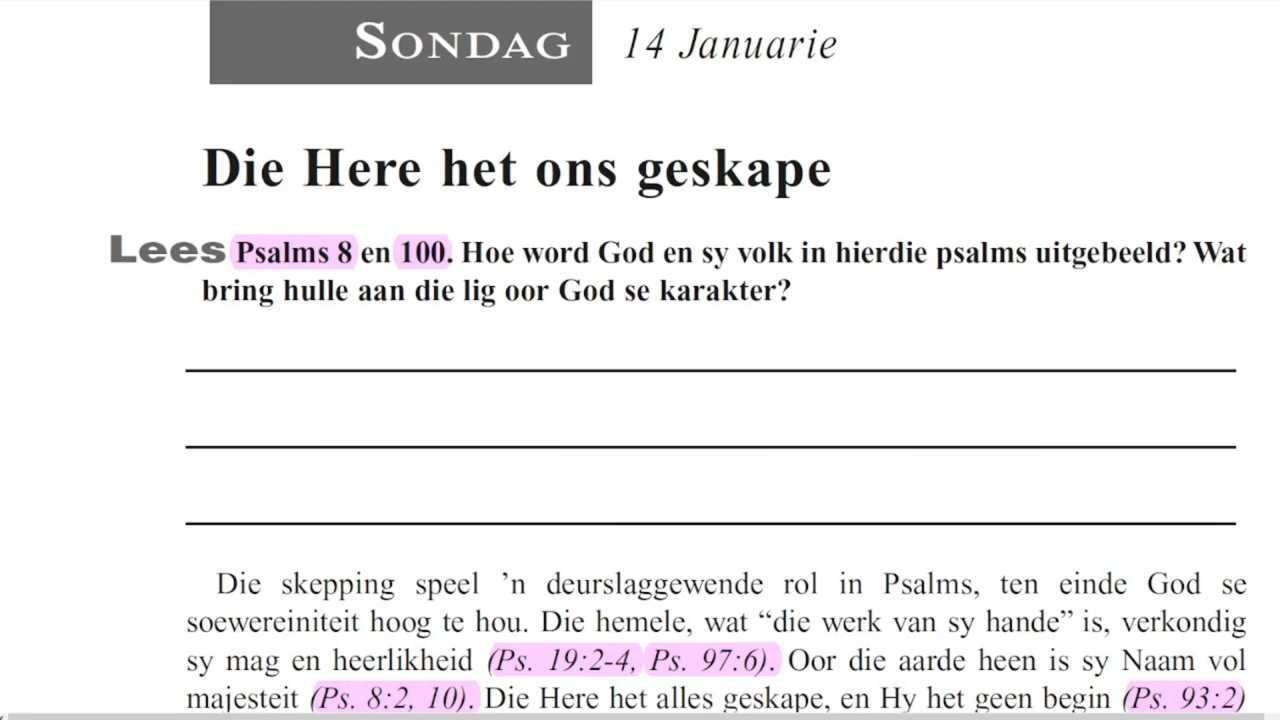 SONDAG 14 Januarie
Die Here het ons geskape
Lees Psalms 8 en 100. Hoe word God en sy volk in hierdie psalms uitgebeeld? Wat
bring hulle aan die lig oor God se karakter?
Die skepping speel ’n deurslaggewende rol in Psalms, ten einde God se
soewereiniteit hoog te hou. Die hemele, wat “die werk van sy hande” is, verkondig
sy mag en heerlikheid (Ps. 19:2-4, Ps. 97:6). Oor die aarde heen is sy Naam vol
majesteit (Ps. 8:2, 10). Die Here het alles geskape, en Hy het geen begin (Ps. 93:2)